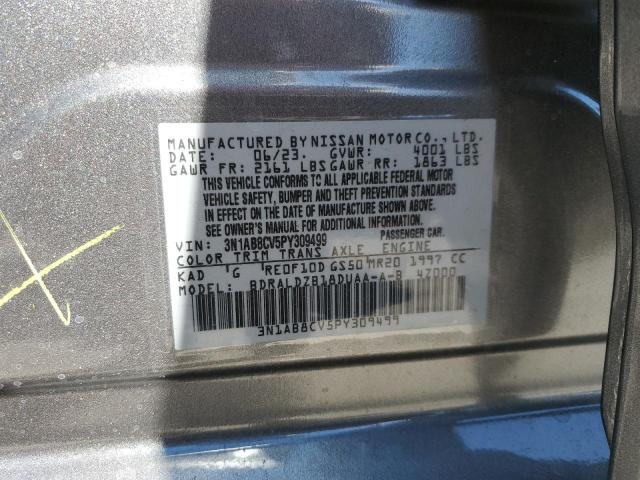 MANUFACTURED BY NISSAN MOTOR CO., LTD.
DATE: 06/23. GVWR: 4001 LBS
GAWR FR: 2161 LBS GAWR RR: 1863 LBS
THIS VEHICLE CONFORMS TO ALL APPLICABLE FEDERAL MOTOR
VEHICLE SAFETY, BUMPER AND THEFT PREVENTION STANDARDS
IN EFFECT ON THE DATE OF MANUFACTURE SHOWN ABOVE.
SEE OWNER'S MANUAL FOR ADDITIONAL INFORMATION.
VIN: 3N1AB8CV5PY309499 PASSENGER CAR.
COLOR TRIM TRANS AXLE ENGINE
KAD G RE0F10D GS50 MR20 1997 CC
MODEL: BDRALDZB18DUAA-A-B 4Z000
3N1AB8CV5PY309499